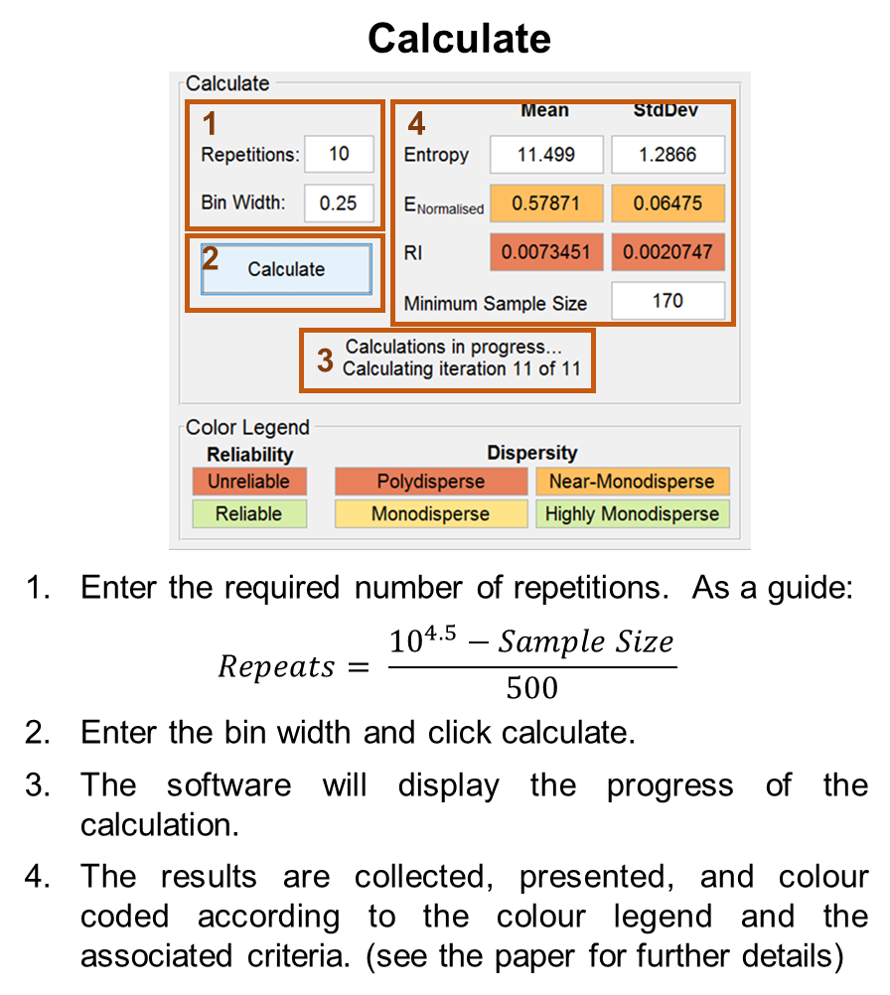 Calculate
Calculate
1
Repetitions: 10
Bin Width: 0.25
2
Calculate
4
Mean StdDev
Entropy 11.499 1.2866
ENormalised 0.57871 0.06475
RI 0.0073451 0.0020747
Minimum Sample Size 170
3
Calculations in progress...
Calculating iteration 11 of 11
Color Legend
Reliability Dispersity
Unreliable Polydisperse Near-Monodisperse
Reliable Monodisperse Highly Monodisperse
1. Enter the required number of repetitions. As a guide:
Repeats = (10^4.5 − Sample Size) / 500
2. Enter the bin width and click calculate.
3. The software will display the progress of the
calculation.
4. The results are collected, presented, and colour
coded according to the colour legend and the
associated criteria. (see the paper for further details)